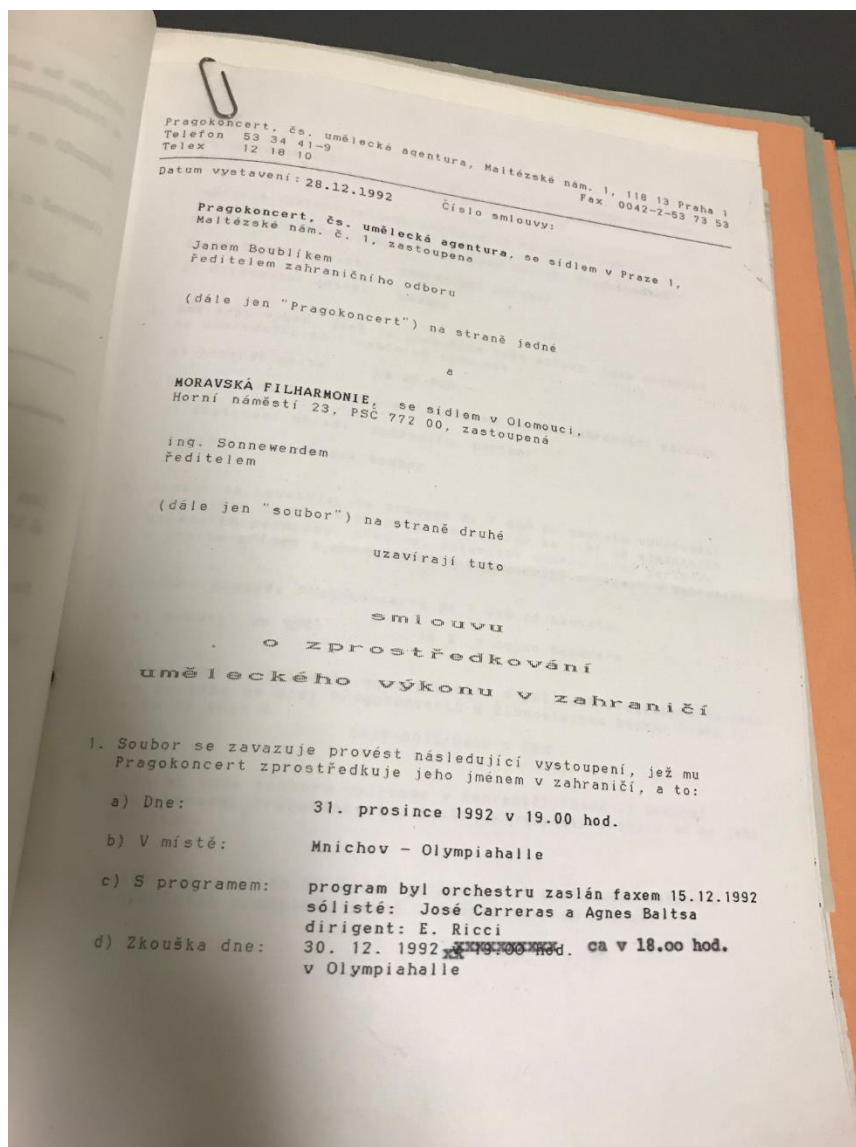 Pragokoncert, čs. umělecká agentura, Maltézské nám. 1, 118 13 Praha 1
Telefon 53 34 41-9 Fax 0042-2-53 73 53
Telex 12 18 10
Datum vystavení: 28.12.1992 Číslo smlouvy:
Pragokoncert, čs. umělecká agentura, se sídlem v Praze 1,
Maltézské nám. č. 1, zastoupena
Janem Boublíkem
ředitelem zahraničního odboru
(dále jen "Pragokoncert") na straně jedné
a
MORAVSKÁ FILHARMONIE, se sídlem v Olomouci,
Horní náměstí 23, PSČ 772 00, zastoupená
ing. Sonnewendem
ředitelem
(dále jen "soubor") na straně druhé
uzavírají tuto
smlouvu
o zprostředkování
uměleckého výkonu v zahraničí
1. Soubor se zavazuje provést následující vystoupení, jež mu
Pragokoncert zprostředkuje jeho jménem v zahraničí, a to:
a) Dne: 31. prosince 1992 v 19.00 hod.
b) V místě: Mnichov - Olympiahalle
c) S programem: program byl orchestru zaslán faxem 15.12.1992
sólisté: José Carreras a Agnes Baltsa
dirigent: E. Ricci
d) Zkouška dne: 30. 12. 1992 ca v 18.oo hod.
v Olympiahalle